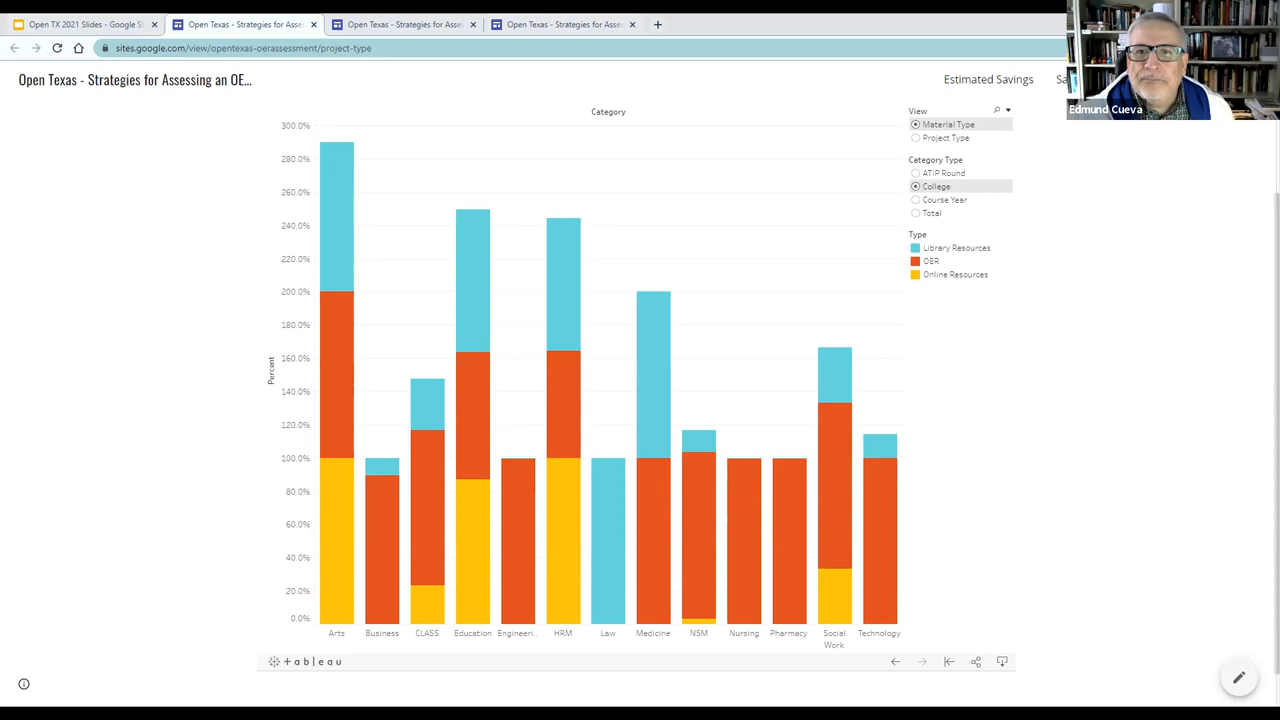 Open TX 2021 Slides - Google Sl
Open Texas - Strategies for Asses
Open Texas - Strategies for Asse
Open Texas - Strategies for Asse
sites.google.com/view/opentexas-oerassessment/project-type
Edmund Cueva
Open Texas - Strategies for Assessing an OE...
Estimated Savings
Sa
Category
View
Material Type
Project Type
Category Type
ATIP Round
College
Course Year
Total
Type
Library Resources
OER
Online Resources
Percent
300.0%
280.0%
260.0%
240.0%
220.0%
200.0%
180.0%
160.0%
140.0%
120.0%
100.0%
80.0%
60.0%
40.0%
20.0%
0.0%
Arts Business CLASS Education Engineeri.. HRM Law Medicine NSM Nursing Pharmacy Social Work Technology
+ a b l e a u